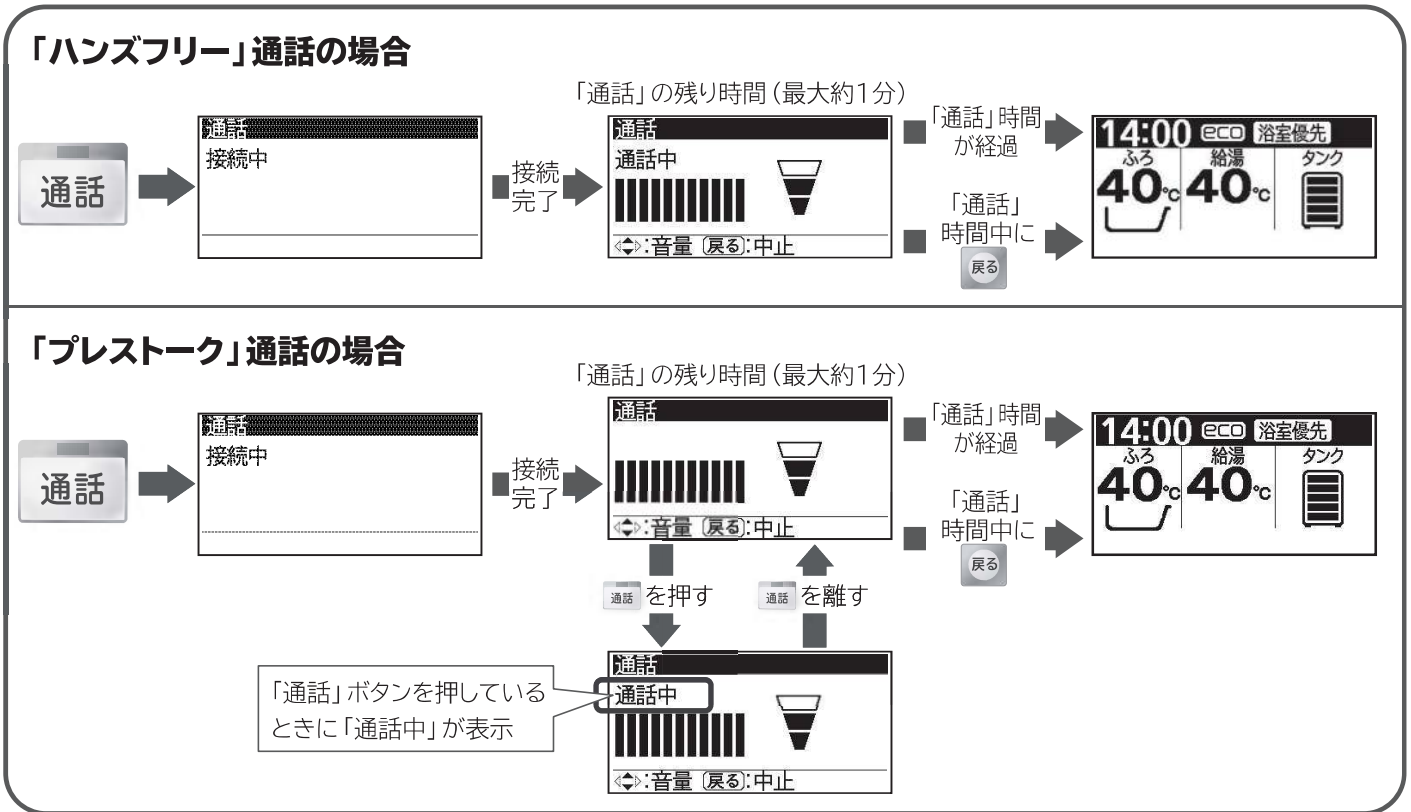 「ハンズフリー」通話の場合
「通話」の残り時間(最大約1分)
通話
通話
接続中
接続
完了
通話
通話中
:音量 戻る:中止
「通話」時間
が経過
「通話」
時間中に
戻る
14:00 eco 浴室優先
ふろ 給湯 タンク
40℃ 40℃
「プレストーク」通話の場合
「通話」の残り時間(最大約1分)
通話
通話
接続中
接続
完了
通話
:音量 戻る:中止
「通話」時間
が経過
「通話」
時間中に
戻る
14:00 eco 浴室優先
ふろ 給湯 タンク
40℃ 40℃
通話 を押す
通話 を離す
「通話」ボタンを押している
ときに「通話中」が表示
通話
通話中
:音量 戻る:中止